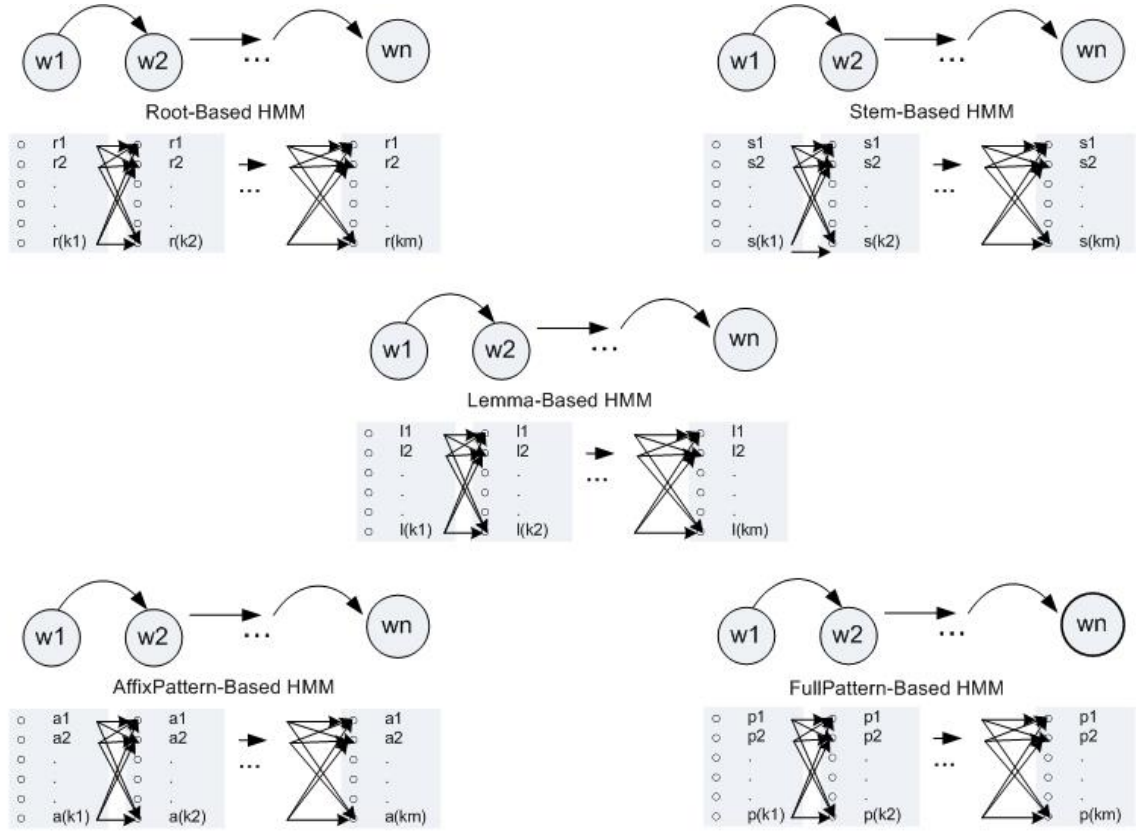 w1 w2 ... wn
Root-Based HMM
r1 r1 r1
r2 r2 ... r2
. . .
. . .
. . .
r(k1) r(k2) r(km)
w1 w2 ... wn
Stem-Based HMM
s1 s1 s1
s2 s2 ... s2
. . .
. . .
. . .
s(k1) s(k2) s(km)
w1 w2 ... wn
Lemma-Based HMM
l1 l1 l1
l2 l2 ... l2
. . .
. . .
. . .
l(k1) l(k2) l(km)
w1 w2 ... wn
AffixPattern-Based HMM
a1 a1 a1
a2 a2 ... a2
. . .
. . .
. . .
a(k1) a(k2) a(km)
w1 w2 ... wn
FullPattern-Based HMM
p1 p1 p1
p2 p2 ... p2
. . .
. . .
. . .
p(k1) p(k2) p(km)